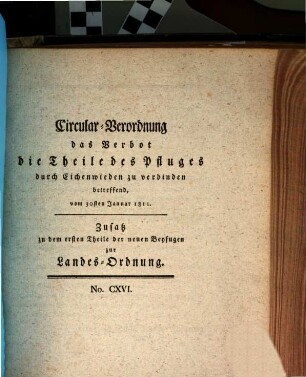 Circular-Verordnung
das Verbot
die Theile des Pfluges
durch Eichenwieden zu verbinden
betreffend,
vom 30sten Januar 1811.
Zusatz
zu dem ersten Theile der neuen Beyfugen
zur
Landes-Ordnung.
No. CXVI.